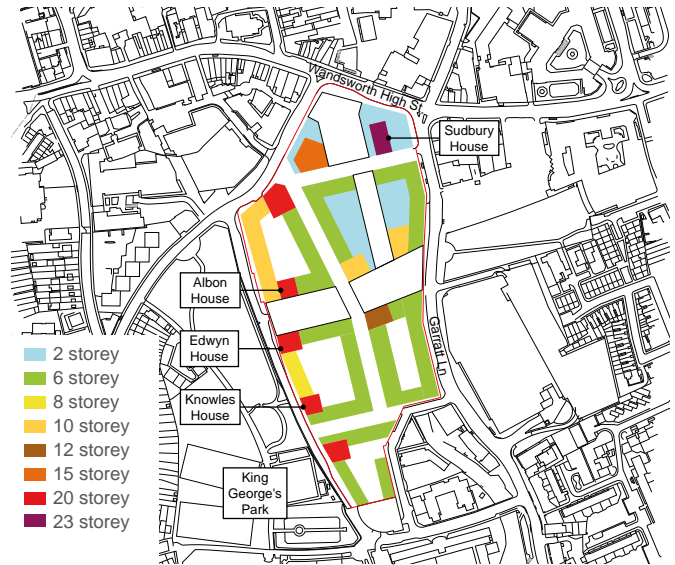 Wandsworth High St
Sudbury
House
Albon
House
Edwyn
House
Garratt Ln
Knowles
House
King
George's
Park
2 storey
6 storey
8 storey
10 storey
12 storey
15 storey
20 storey
23 storey